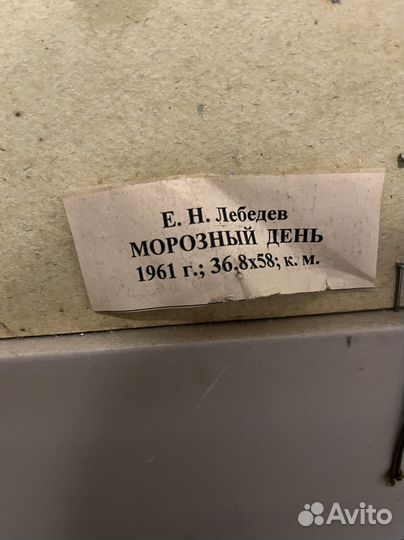 Е. Н. Лебедев
МОРОЗНЫЙ ДЕНЬ
1961 г.; 36,8х58; к. м.
Avito